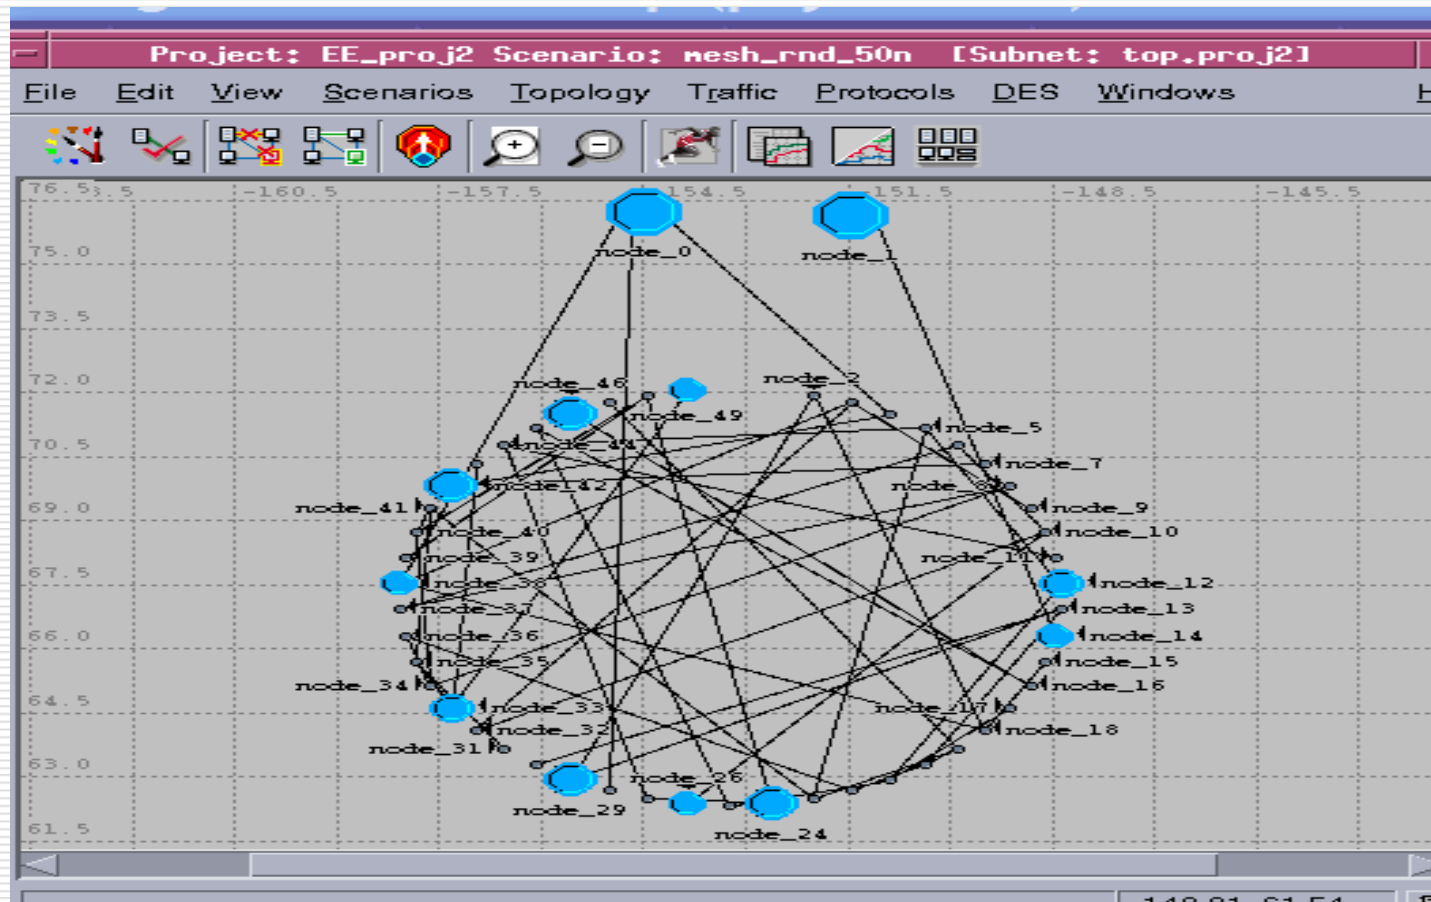 Project: EE_proj2 Scenario: mesh_rnd_50n [Subnet: top.proj2]
File Edit View Scenarios Topology Traffic Protocols DES Windows H
76.5 -160.5 -157.5 154.5 151.5 -148.5 -145.5
node_0
75.0 node_1
73.5
72.0 node_46 node_2
node_49
node_5
70.5 node_44
node_7
node_42
69.0 node_41 node_9
node_40 node_10
node_39 node_11
67.5 node_38 node_12
node_37 node_13
66.0 node_36 node_14
node_35 node_15
node_34 node_16
64.5 node_33 node_17
node_32 node_18
node_31
63.0 node_26
node_29
61.5 node_24